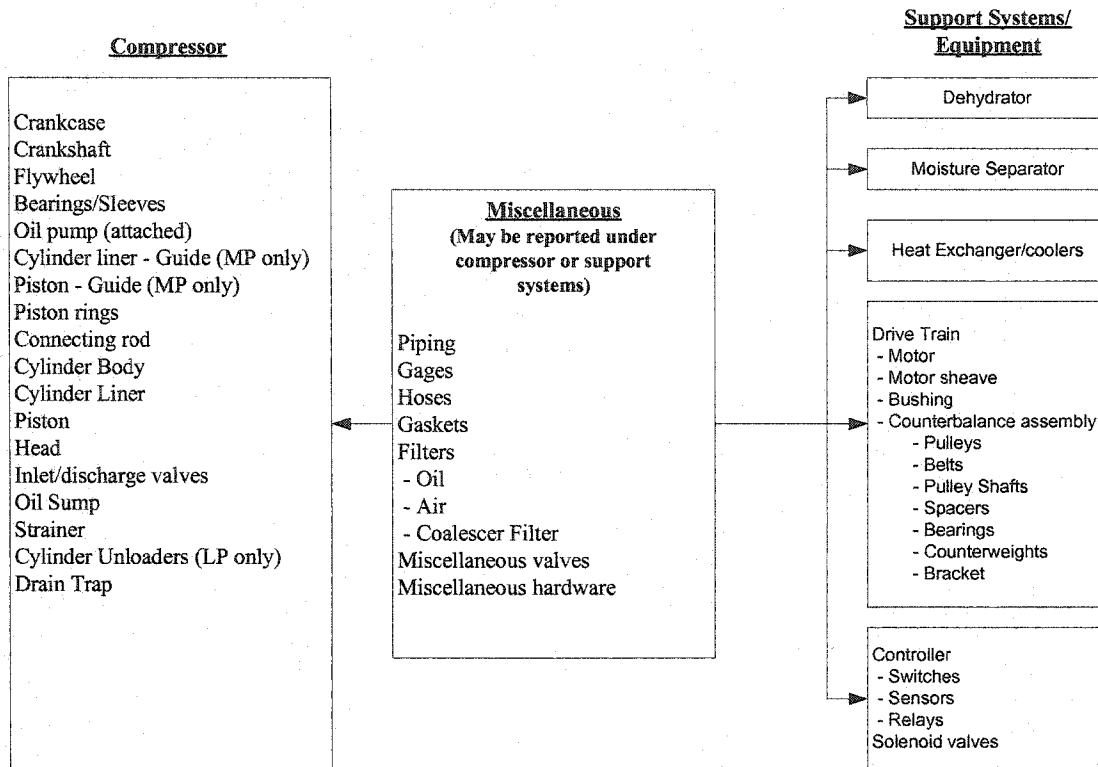 Compressor
Crankcase
Crankshaft
Flywheel
Bearings/Sleeves
Oil pump (attached)
Cylinder liner - Guide (MP only)
Piston - Guide (MP only)
Piston rings
Connecting rod
Cylinder Body
Cylinder Liner
Piston
Head
Inlet/discharge valves
Oil Sump
Strainer
Cylinder Unloaders (LP only)
Drain Trap
Miscellaneous
(May be reported under
compressor or support
systems)
Piping
Gages
Hoses
Gaskets
Filters
- Oil
- Air
- Coalescer Filter
Miscellaneous valves
Miscellaneous hardware
Support Systems/
Equipment
Dehydrator
Moisture Separator
Heat Exchanger/coolers
Drive Train
- Motor
- Motor sheave
- Bushing
- Counterbalance assembly
- Pulleys
- Belts
- Pulley Shafts
- Spacers
- Bearings
- Counterweights
- Bracket
Controller
- Switches
- Sensors
- Relays
Solenoid valves